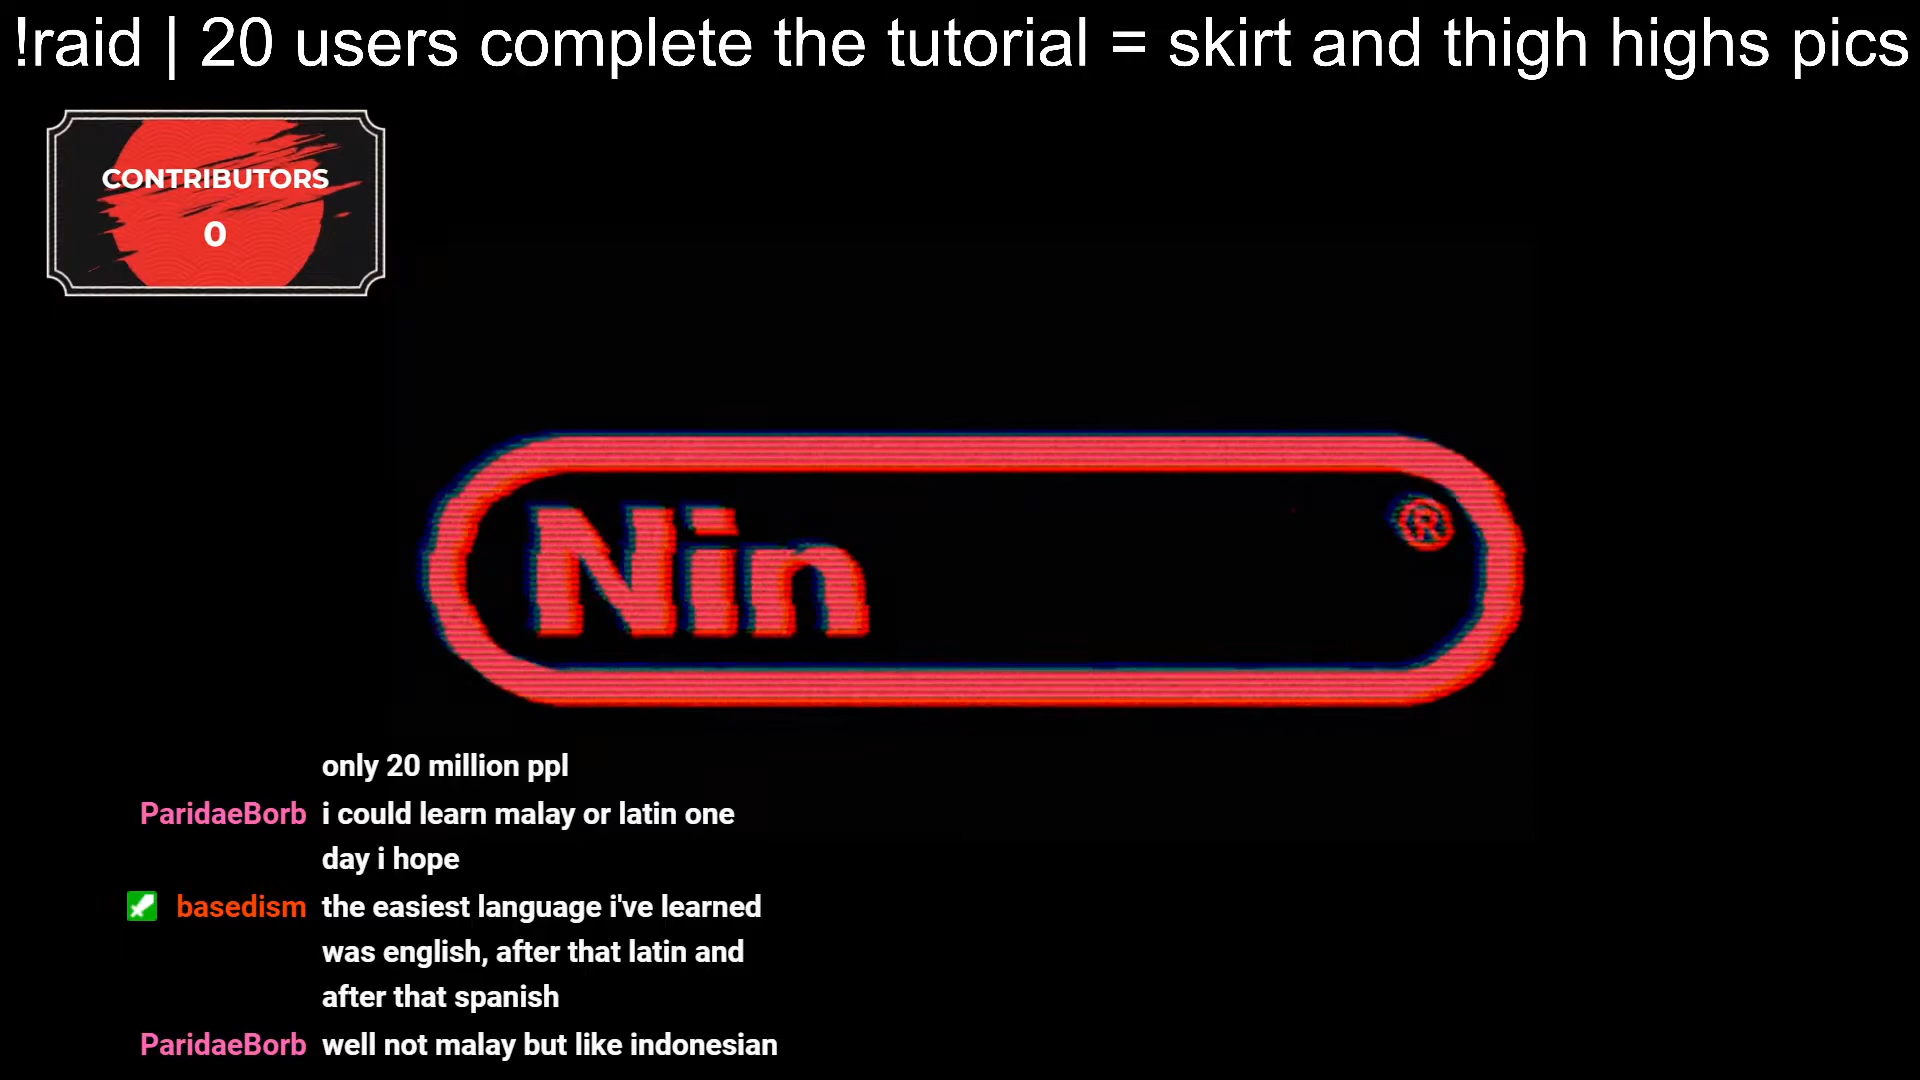 !raid | 20 users complete the tutorial = skirt and thigh highs pics
CONTRIBUTORS
0
Nin
®
only 20 million ppl
ParidaeBorb i could learn malay or latin one
day i hope
basedism the easiest language i've learned
was english, after that latin and
after that spanish
ParidaeBorb well not malay but like indonesian